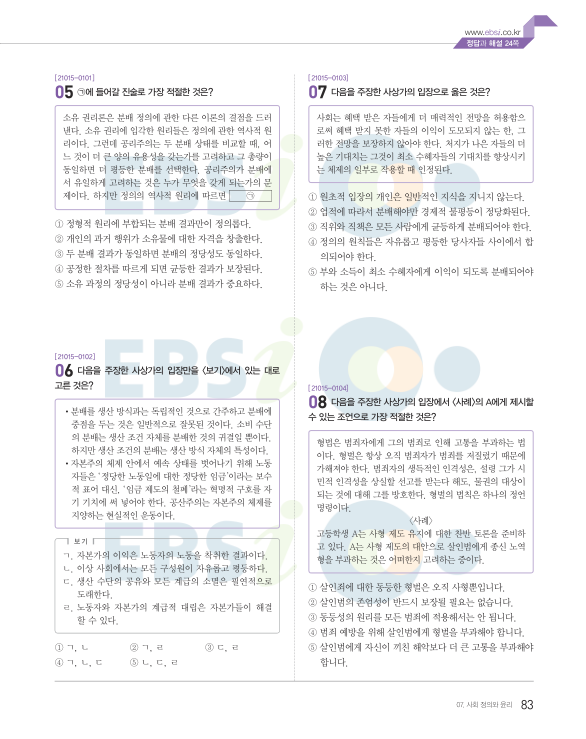 www.ebsi.co.kr
정답과 해설 24쪽
[21015-0101]
05 ㉠에 들어갈 진술로 가장 적절한 것은?
소유 권리론은 분배 정의에 관한 다른 이론의 결점을 드러
낸다. 소유 권리에 입각한 원리들은 정의에 관한 역사적 원
리이다. 그런데 공리주의는 두 분배 상태를 비교할 때, 어
느 것이 더 큰 양의 유용성을 갖는가를 고려하고 그 총량이
동일하면 더 평등한 분배를 선택한다. 공리주의가 분배에
서 유일하게 고려하는 것은 누가 무엇을 갖게 되는가의 문
제이다. 하지만 정의의 역사적 원리에 따르면 ㉠
① 정형적 원리에 부합되는 분배 결과만이 정의롭다.
② 개인의 과거 행위가 소유물에 대한 자격을 창출한다.
③ 두 분배 결과가 동일하면 분배의 정당성도 동일하다.
④ 공정한 절차를 따르게 되면 균등한 결과가 보장된다.
⑤ 소유 과정의 정당성이 아니라 분배 결과가 중요하다.
[21015-0102]
06 다음을 주장한 사상가의 입장만을 <보기>에서 있는 대로
고른 것은?
• 분배를 생산 방식과는 독립적인 것으로 간주하고 분배에
중점을 두는 것은 일반적으로 잘못된 것이다. 소비 수단
의 분배는 생산 조건 자체를 분배한 것의 귀결일 뿐이다.
하지만 생산 조건의 분배는 생산 방식 자체의 특성이다.
• 자본주의 체제 안에서 예속 상태를 벗어나기 위해 노동
자들은 ‘정당한 노동일에 대한 정당한 임금’이라는 보수
적 표어 대신, ‘임금 제도의 철폐’라는 혁명적 구호를 자
기 기치에 써 넣어야 한다. 공산주의는 자본주의 체제를
지양하는 현실적인 운동이다.
보기
ㄱ. 자본가의 이익은 노동자의 노동을 착취한 결과이다.
ㄴ. 이상 사회에서는 모든 구성원이 자유롭고 평등하다.
ㄷ. 생산 수단의 공유와 모든 계급의 소멸은 필연적으로
도래한다.
ㄹ. 노동자와 자본가의 계급적 대립은 자본가들이 해결
할 수 있다.
① ㄱ, ㄴ ② ㄱ, ㄹ ③ ㄷ, ㄹ
④ ㄱ, ㄴ, ㄷ ⑤ ㄴ, ㄷ, ㄹ
[21015-0103]
07 다음을 주장한 사상가의 입장으로 옳은 것은?
사회는 혜택 받은 자들에게 더 매력적인 전망을 허용함으
로써 혜택 받지 못한 자들의 이익이 도모되지 않는 한, 그
러한 전망을 보장하지 않아야 한다. 처지가 나은 자들의 더
높은 기대치는 그것이 최소 수혜자들의 기대치를 향상시키
는 체제의 일부로 작용할 때 인정된다.
① 원초적 입장의 개인은 일반적인 지식을 지니지 않는다.
② 업적에 따라서 분배해야만 경제적 불평등이 정당화된다.
③ 직위와 직책은 모든 사람에게 균등하게 분배되어야 한다.
④ 정의의 원칙들은 자유롭고 평등한 당사자들 사이에서 합
의되어야 한다.
⑤ 부와 소득이 최소 수혜자에게 이익이 되도록 분배되어야
하는 것은 아니다.
[21015-0104]
08 다음을 주장한 사상가의 입장에서 <사례>의 A에게 제시할
수 있는 조언으로 가장 적절한 것은?
형벌은 범죄자에게 그의 범죄로 인해 고통을 부과하는 법
이다. 형벌은 항상 오직 범죄자가 범죄를 저질렀기 때문에
가해져야 한다. 범죄자의 생득적인 인격성은, 설령 그가 시
민적 인격성을 상실할 선고를 받는다 해도, 물권의 대상이
되는 것에 대해 그를 방호한다. 형벌의 법칙은 하나의 정언
명령이다.
<사례>
고등학생 A는 사형 제도 유지에 대한 찬반 토론을 준비하
고 있다. A는 사형 제도의 대안으로 살인범에게 종신 노역
형을 부과하는 것은 어떠한지 고려하는 중이다.
① 살인죄에 대한 동등한 형벌은 오직 사형뿐입니다.
② 살인범의 존엄성이 반드시 보장될 필요는 없습니다.
③ 동등성의 원리를 모든 범죄에 적용해서는 안 됩니다.
④ 범죄 예방을 위해 살인범에게 형벌을 부과해야 합니다.
⑤ 살인범에게 자신이 끼친 해악보다 더 큰 고통을 부과해야
합니다.
07. 사회 정의와 윤리 83
EBSi